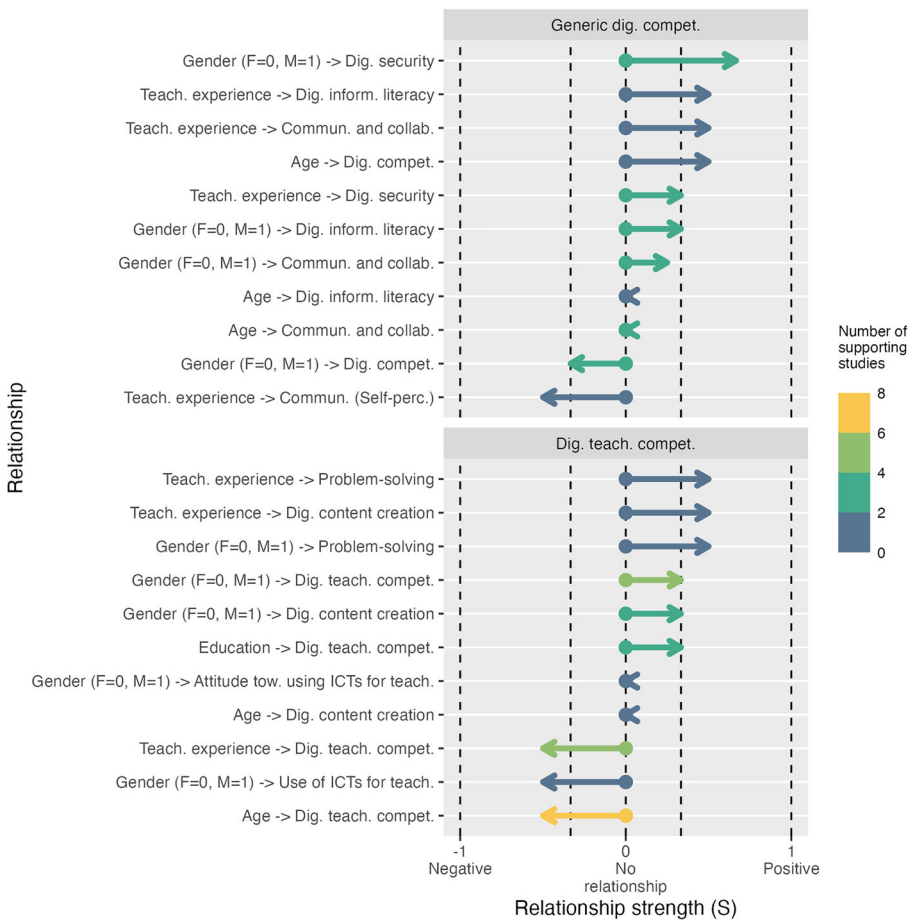 Generic dig. compet.
Gender (F=0, M=1) -> Dig. security
Teach. experience -> Dig. inform. literacy
Teach. experience -> Commun. and collab.
Age -> Dig. compet.
Teach. experience -> Dig. security
Gender (F=0, M=1) -> Dig. inform. literacy
Gender (F=0, M=1) -> Commun. and collab.
Age -> Dig. inform. literacy
Age -> Commun. and collab.
Gender (F=0, M=1) -> Dig. compet.
Teach. experience -> Commun. (Self-perc.)
Dig. teach. compet.
Teach. experience -> Problem-solving
Teach. experience -> Dig. content creation
Gender (F=0, M=1) -> Problem-solving
Gender (F=0, M=1) -> Dig. teach. compet.
Gender (F=0, M=1) -> Dig. content creation
Education -> Dig. teach. compet.
Gender (F=0, M=1) -> Attitude tow. using ICTs for teach.
Age -> Dig. content creation
Teach. experience -> Dig. teach. compet.
Gender (F=0, M=1) -> Use of ICTs for teach.
Age -> Dig. teach. compet.
Relationship
-1
Negative
0
No
relationship
1
Positive
Relationship strength (S)
Number of
supporting
studies
8
6
4
2
0